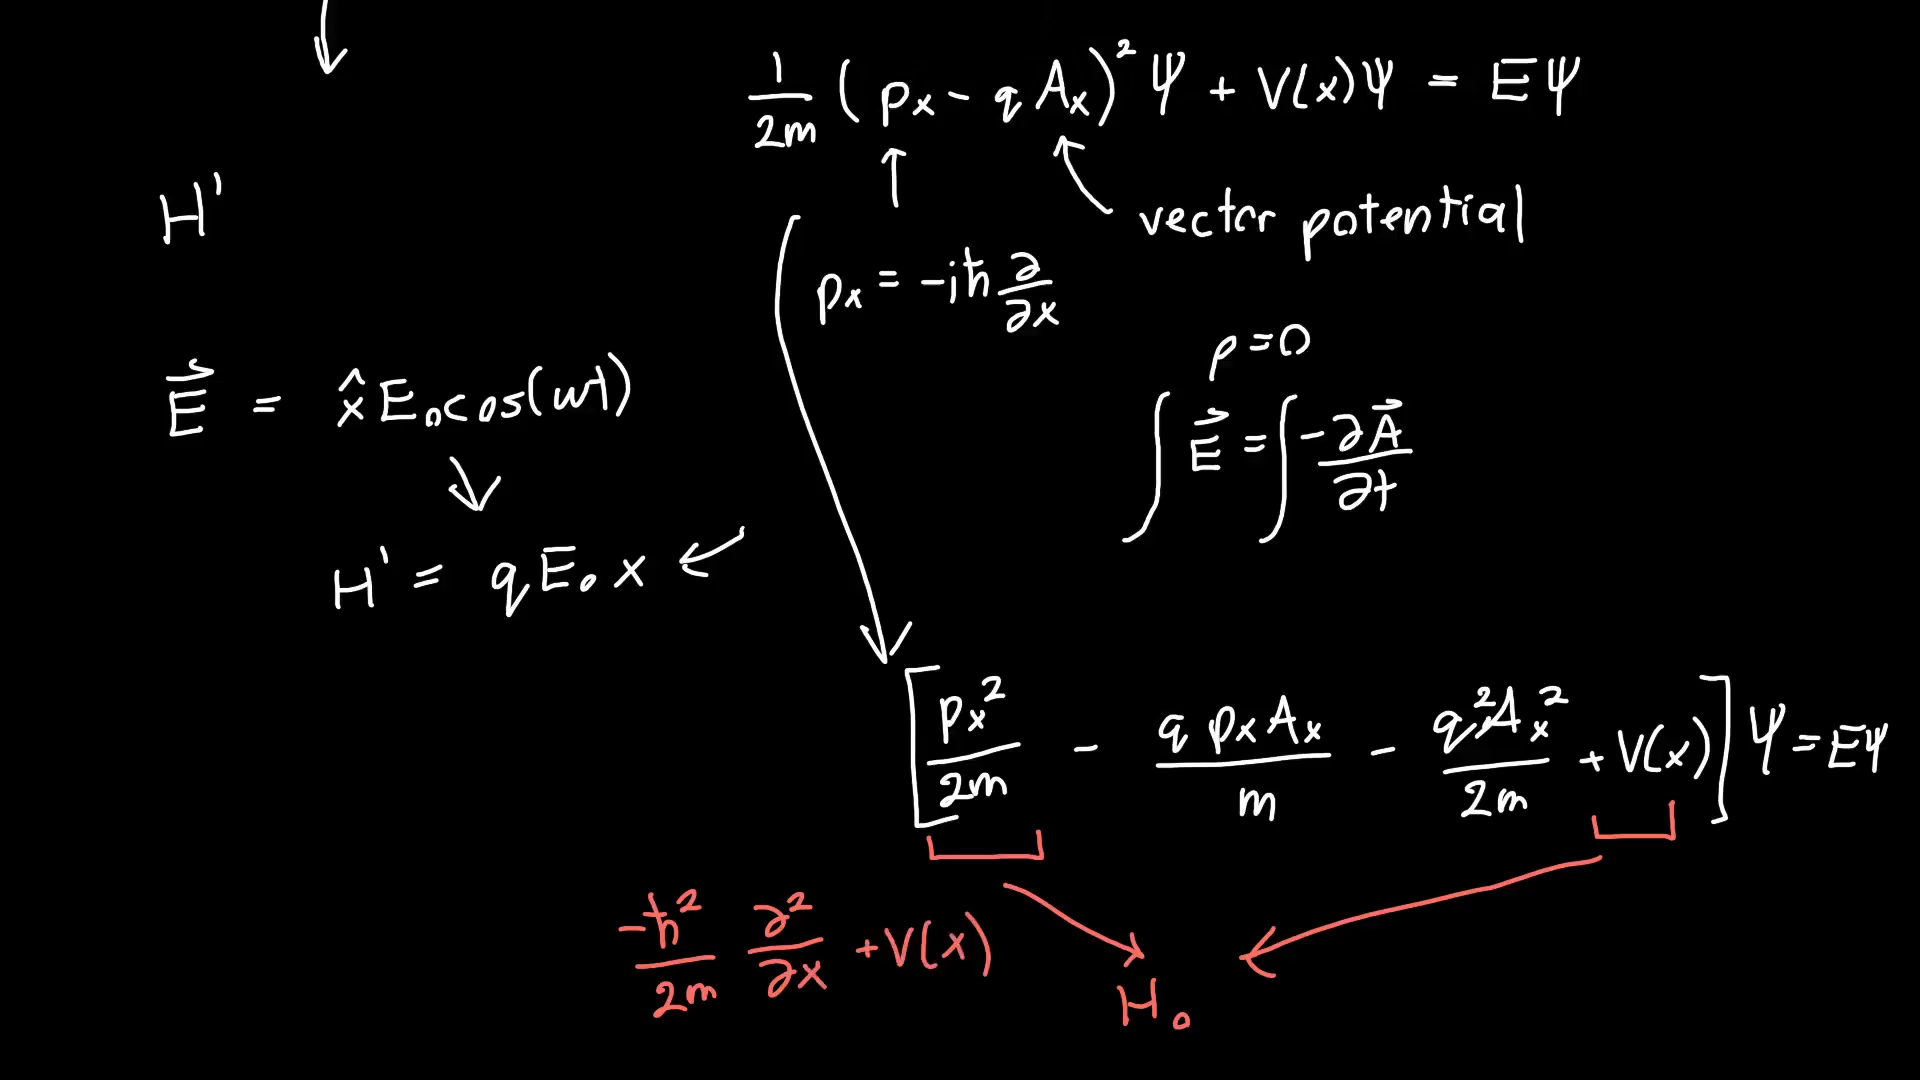 1/2m (px - q Ax)² Ψ + V(x)Ψ = EΨ
H'
vector potential
px = -iħ ∂/∂x
ρ = 0
E⃗ = x̂ E₀cos(ωt)
∫ E⃗ = ∫ -∂A⃗/∂t
H' = qE₀x
[px²/2m - q px Ax/m - q²Ax²/2m + V(x)] Ψ = EΨ
-ħ²/2m ∂²/∂x + V(x)
H₀